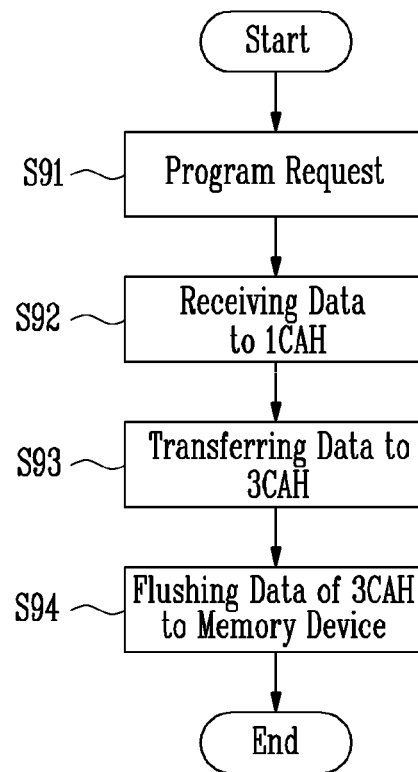 Start
S91
Program Request
S92
Receiving Data
to 1CAH
S93
Transferring Data to
3CAH
S94
Flushing Data of 3CAH
to Memory Device
End